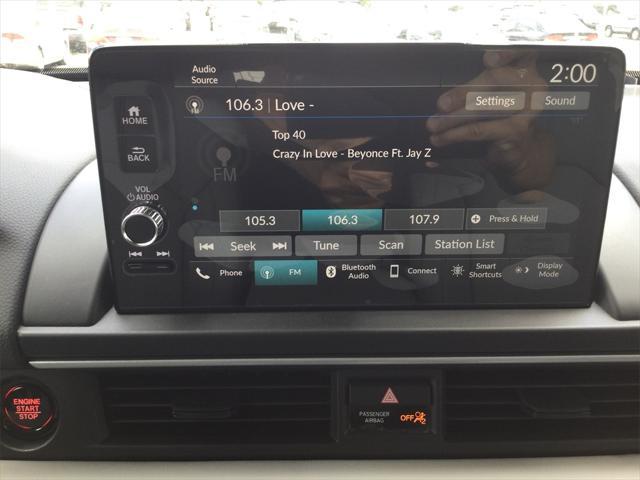 Audio
Source
2:00
106.3 | Love -
Settings
Sound
HOME
Top 40
Crazy In Love - Beyonce Ft. Jay Z
BACK
FM
VOL
AUDIO
105.3
106.3
107.9
Press & Hold
Seek
Tune
Scan
Station List
Phone
FM
Bluetooth
Audio
Connect
Smart
Shortcuts
Display
Mode
ENGINE
START
STOP
PASSENGER
AIRBAG
OFF
2